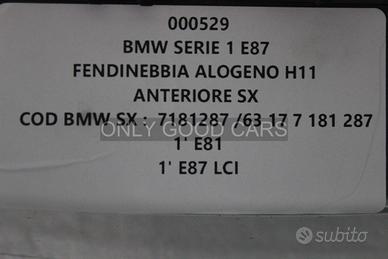 000529
BMW SERIE 1 E87
FENDINEBBIA ALOGENO H11
ANTERIORE SX
COD BMW SX : 7181287 /63 17 7 181 287
ONLY GOOD CARS
1' E81
1' E87 LCI
subito